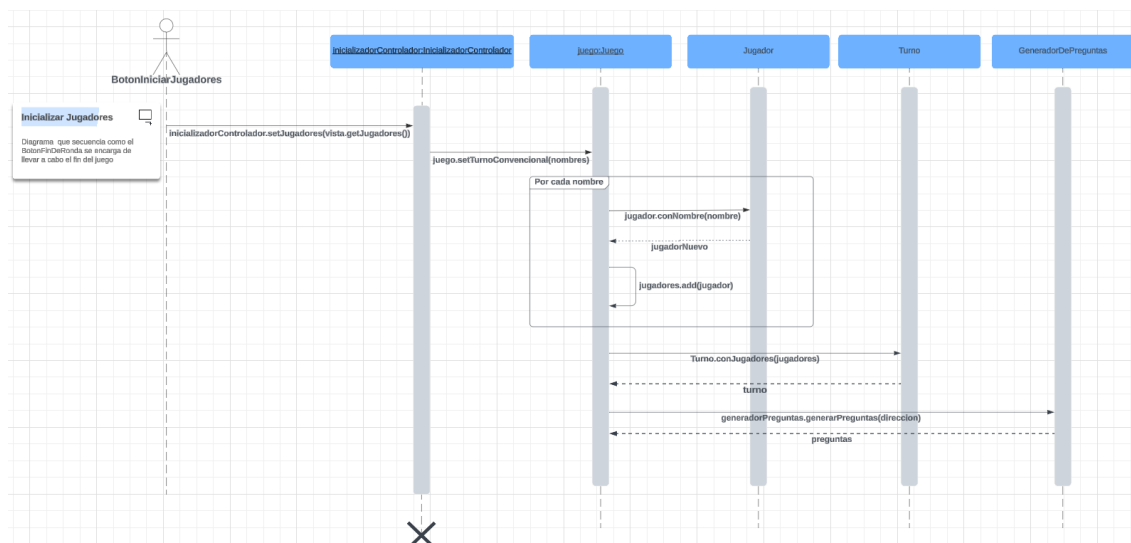 inicializadorControlador:InicializadorControlador
juego:Juego
Jugador
Turno
GeneradorDePreguntas
BotonIniciarJugadores
Inicializar Jugadores
Diagrama que secuencia como el
BotonFinDeRonda se encarga de
llevar a cabo el fin del juego
inicializadorControlador.setJugadores(vista.getJugadores())
juego.setTurnoConvencional(nombres)
Por cada nombre
jugador.conNombre(nombre)
jugadorNuevo
jugadores.add(jugador)
Turno.conJugadores(jugadores)
turno
generadorPreguntas.generarPreguntas(direccion)
preguntas